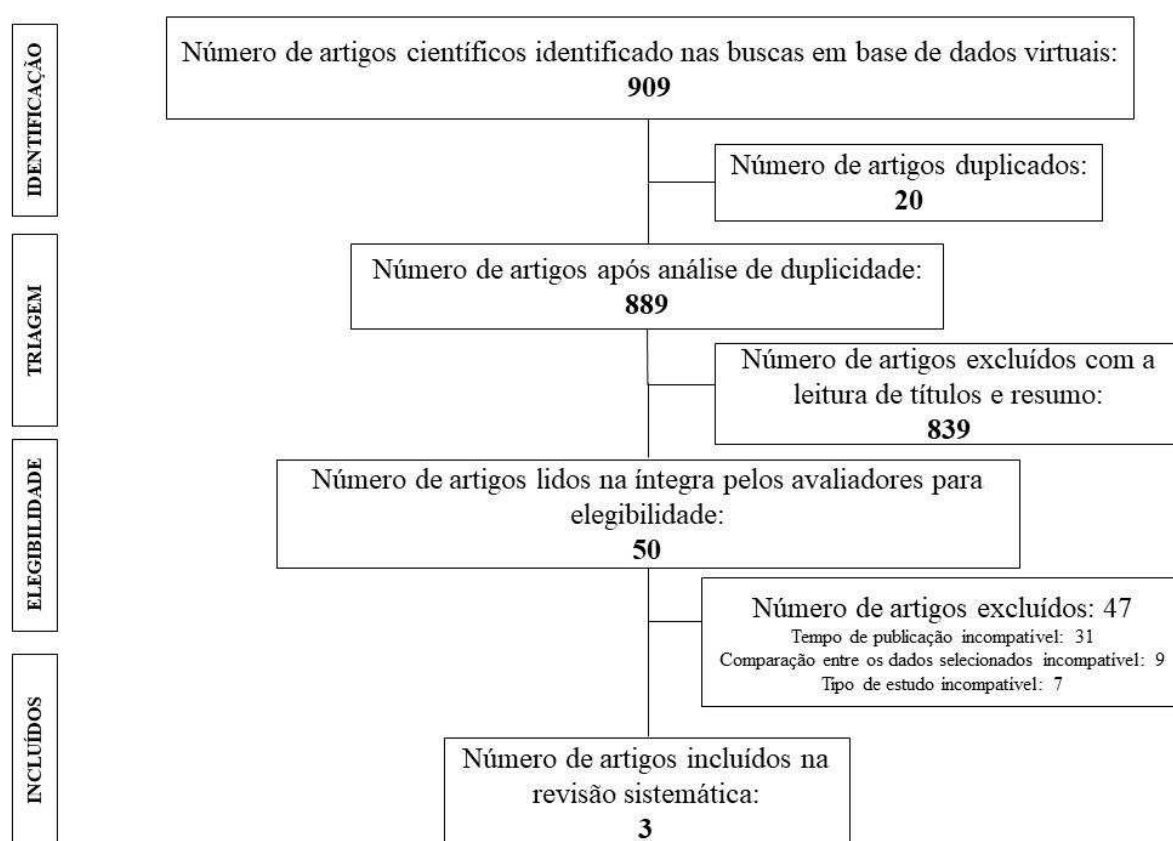 IDENTIFICAÇÃO
Número de artigos científicos identificado nas buscas em base de dados virtuais:
909
Número de artigos duplicados:
20
TRIAGEM
Número de artigos após análise de duplicidade:
889
Número de artigos excluídos com a
leitura de títulos e resumo:
839
ELEGIBILIDADE
Número de artigos lidos na íntegra pelos avaliadores para
elegibilidade:
50
Número de artigos excluídos: 47
Tempo de publicação incompatível: 31
Comparação entre os dados selecionados incompatível: 9
Tipo de estudo incompatível: 7
INCLUÍDOS
Número de artigos incluídos na
revisão sistemática:
3